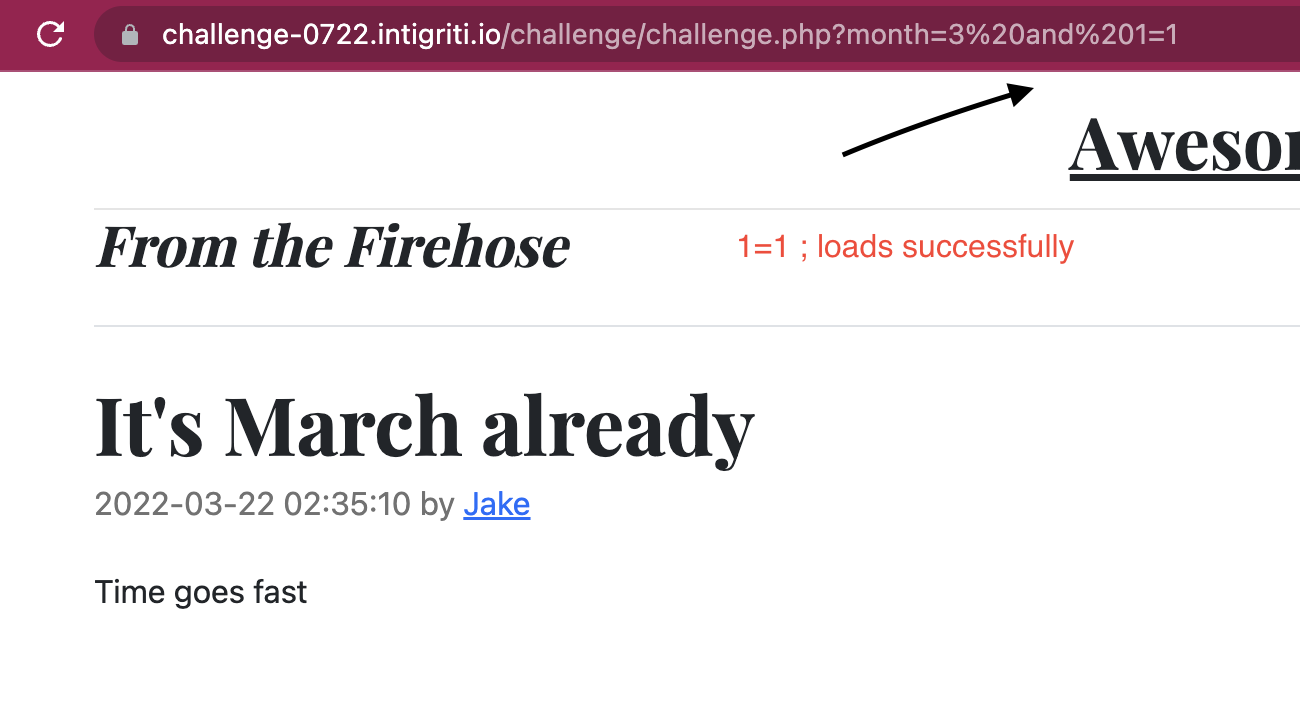 challenge-0722.intigriti.io/challenge/challenge.php?month=3%20and%201=1
From the Firehose
1=1 ; loads successfully
It's March already
2022-03-22 02:35:10 by Jake
Time goes fast